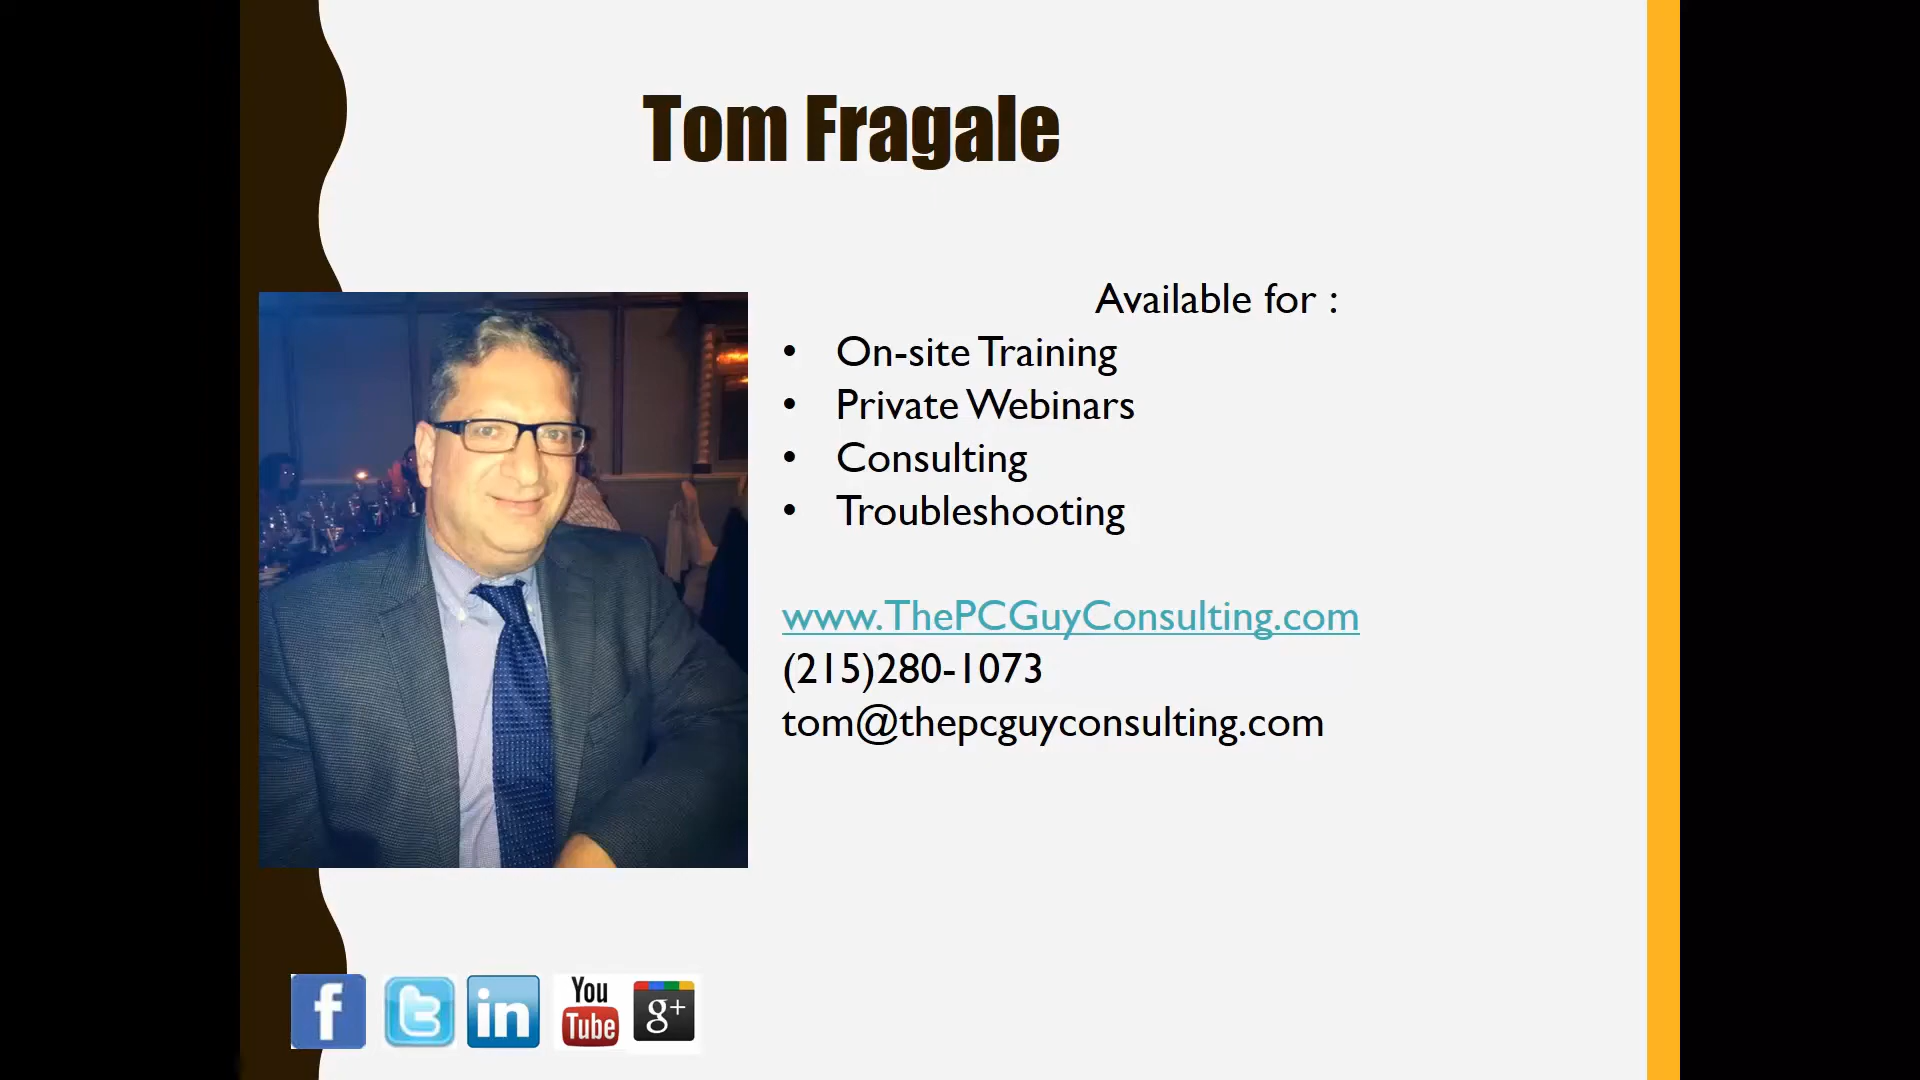 Tom Fragale
Available for :
• On-site Training
• Private Webinars
• Consulting
• Troubleshooting
www.ThePCGuyConsulting.com
(215)280-1073
tom@thepcguyconsulting.com
f
t
in
You
Tube
g+